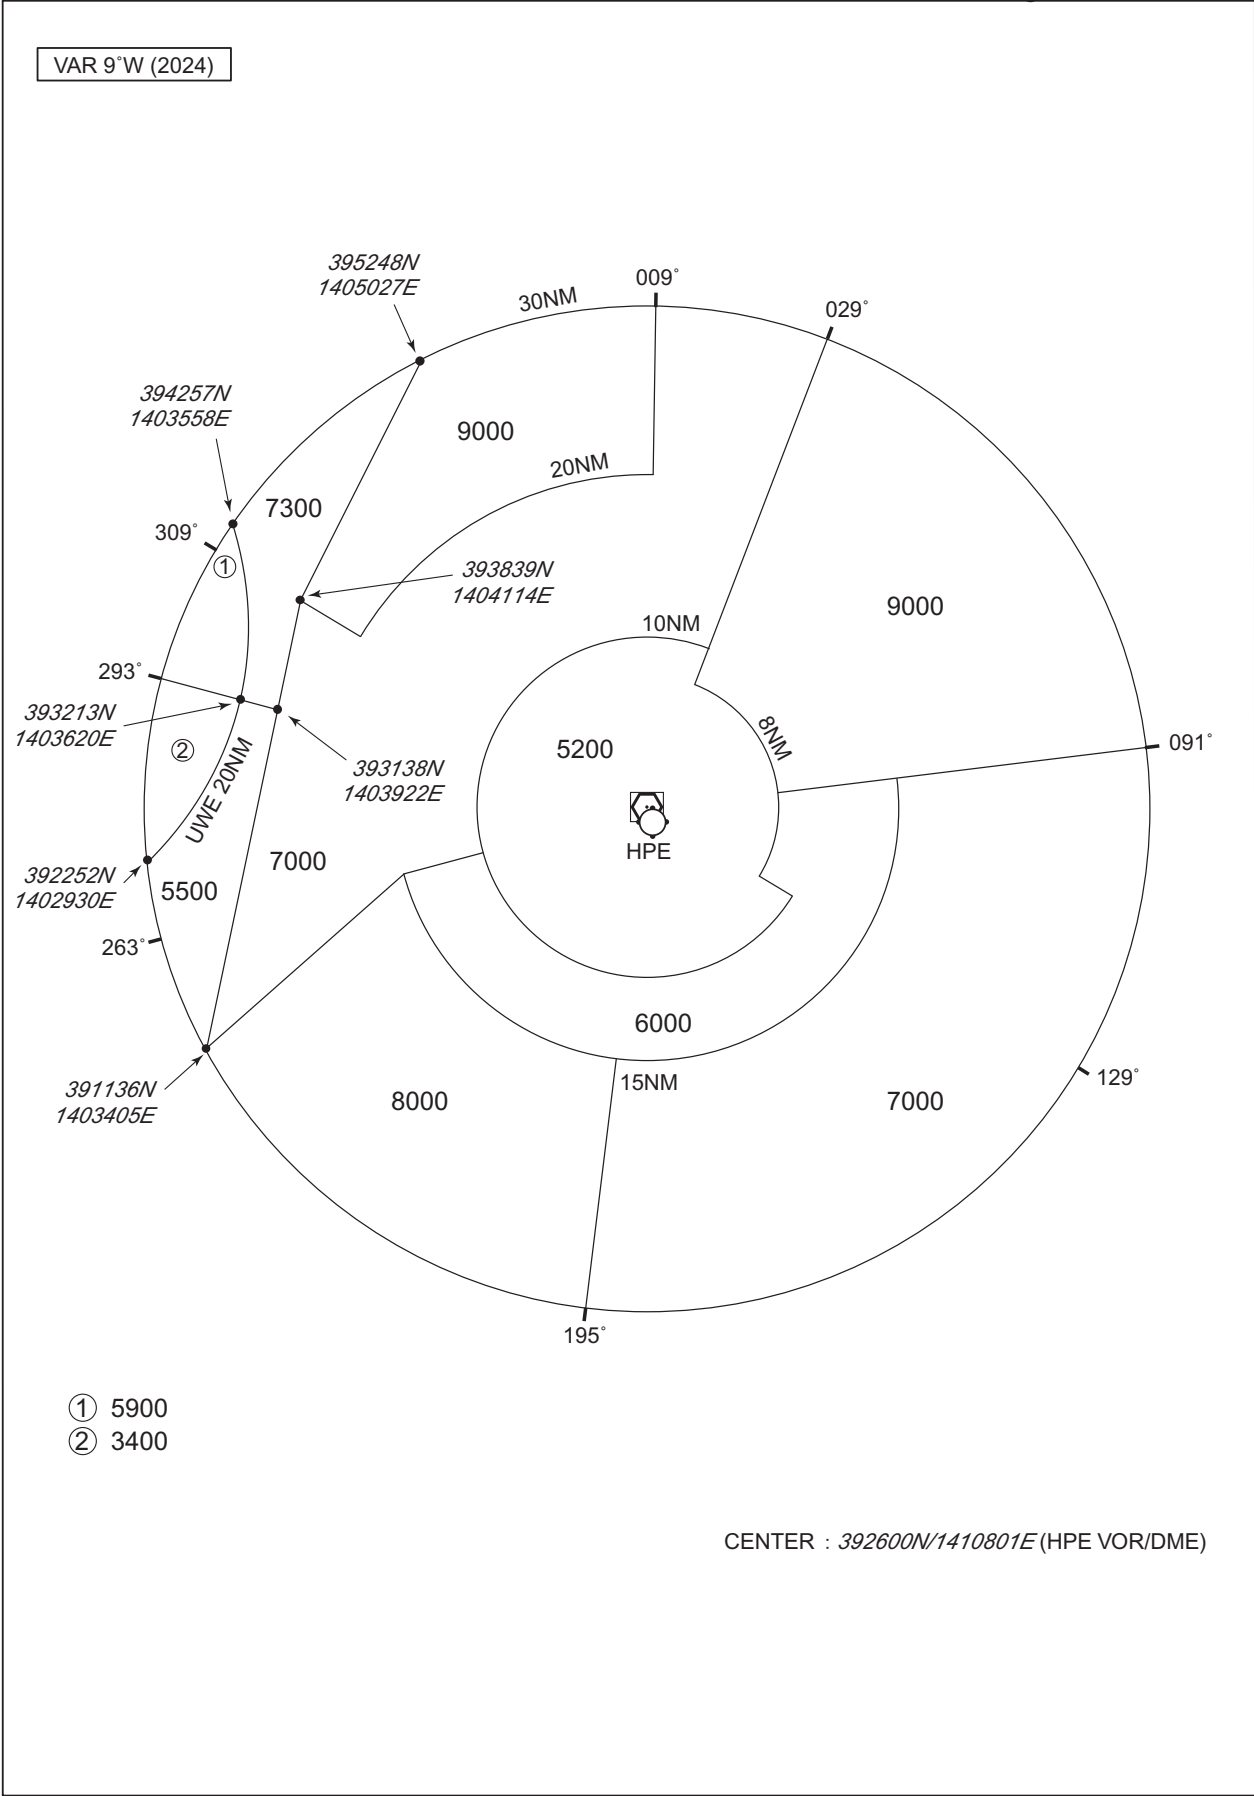 VAR 9°W (2024)
395248N
1405027E
30NM
009°
029°
394257N
1403558E
9000
20NM
7300
309°
①
393839N
1404114E
10NM
9000
293°
393213N
1403620E
②
UWE 20NM
393138N
1403922E
5200
8NM
091°
HPE
392252N
1402930E
5500
7000
263°
6000
391136N
1403405E
8000
15NM
7000
129°
195°
① 5900
② 3400
CENTER : 392600N/1410801E (HPE VOR/DME)